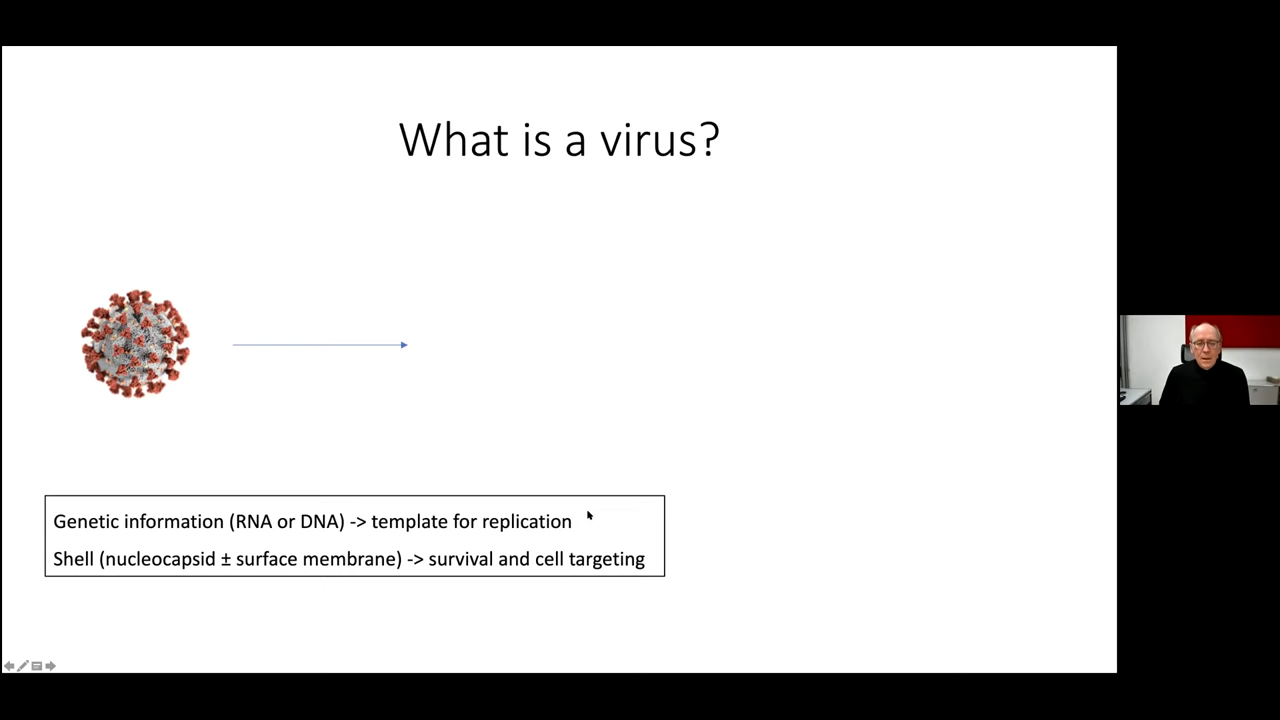 What is a virus?
Genetic information (RNA or DNA) -> template for replication
Shell (nucleocapsid ± surface membrane) -> survival and cell targeting